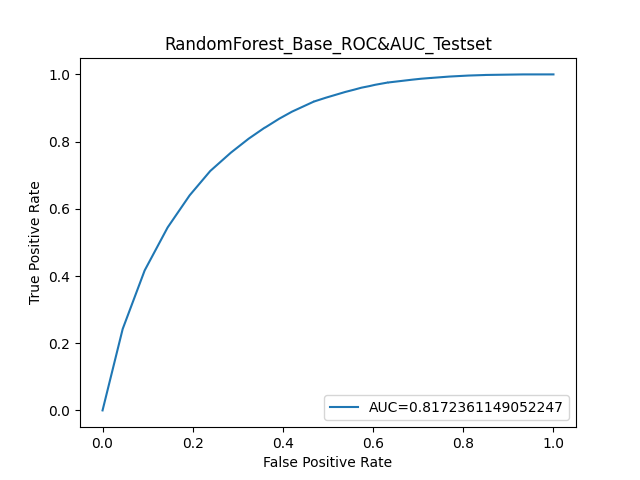 RandomForest_Base_ROC&AUC_Testset
1.0
0.8
0.6
0.4
0.2
0.0
True Positive Rate
AUC=0.8172361149052247
0.0 0.2 0.4 0.6 0.8 1.0
False Positive Rate